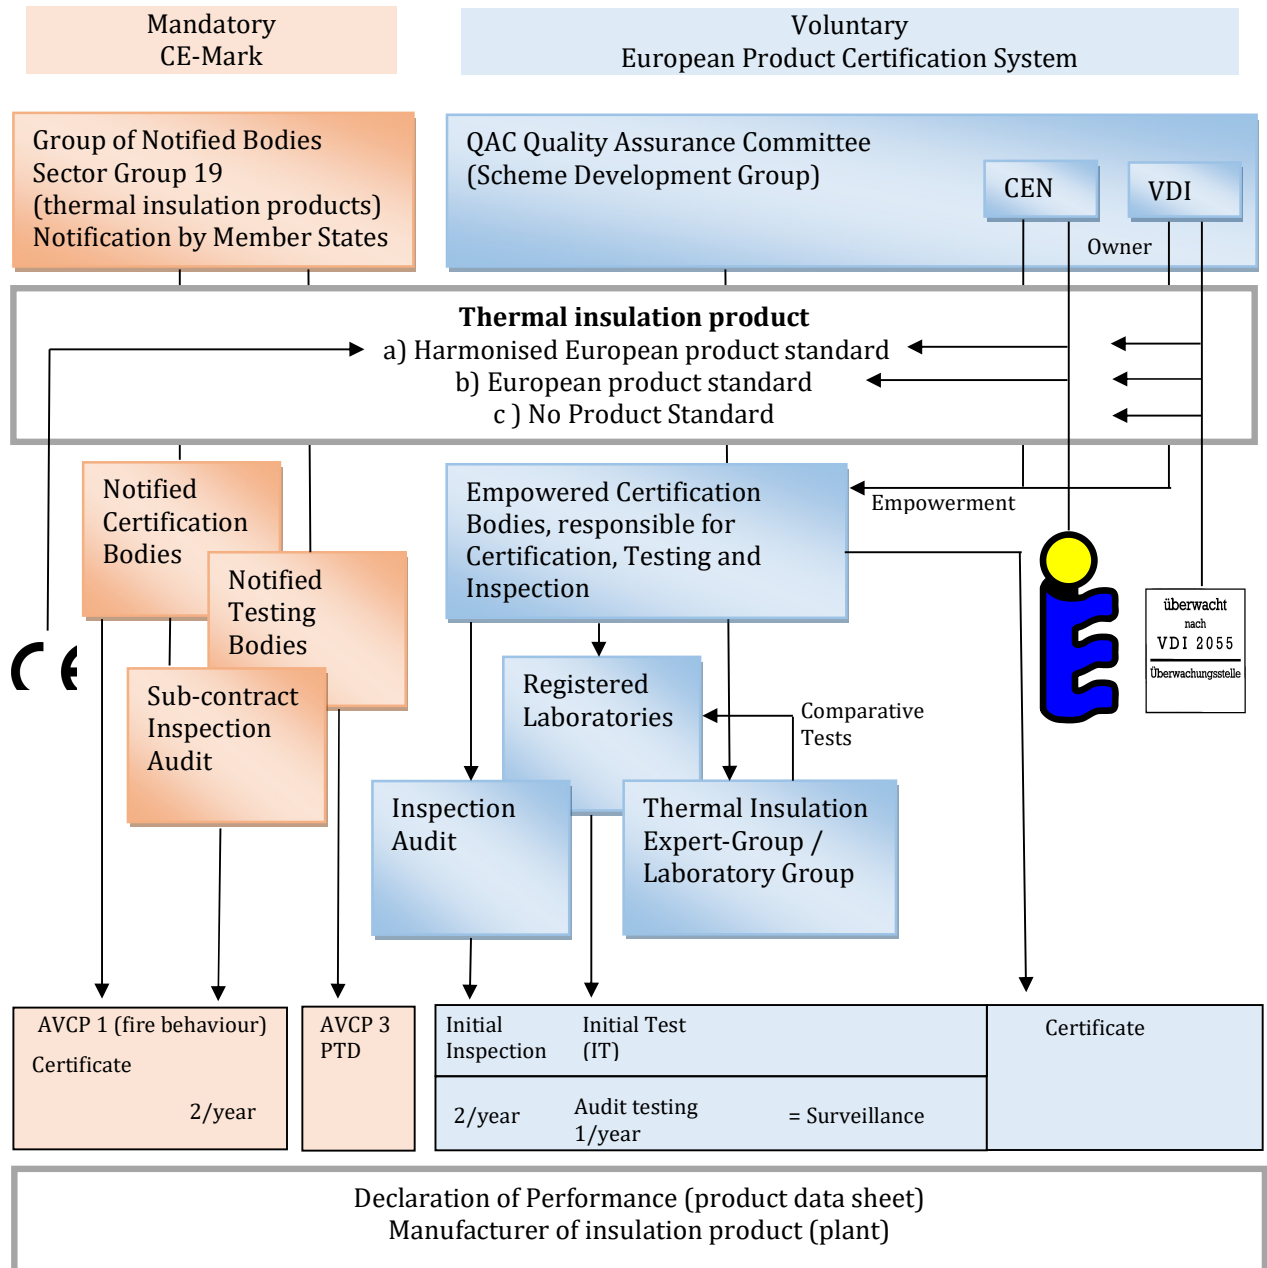 Mandatory
CE-Mark
Voluntary
European Product Certification System
Group of Notified Bodies
Sector Group 19
(thermal insulation products)
Notification by Member States
QAC Quality Assurance Committee
(Scheme Development Group)
CEN
VDI
Owner
Thermal insulation product
a) Harmonised European product standard
b) European product standard
c ) No Product Standard
Notified
Certification
Bodies
Notified
Testing
Bodies
Sub-contract
Inspection
Audit
Empowered Certification
Bodies, responsible for
Certification, Testing and
Inspection
Empowerment
CE
überwacht
nach
VDI 2055
Überwachungsstelle
Registered
Laboratories
Comparative
Tests
Inspection
Audit
Thermal Insulation
Expert-Group /
Laboratory Group
AVCP 1 (fire behaviour)
Certificate
2/year
AVCP 3
PTD
Initial
Inspection
Initial Test
(IT)
Certificate
2/year
Audit testing
1/year
= Surveillance
Declaration of Performance (product data sheet)
Manufacturer of insulation product (plant)